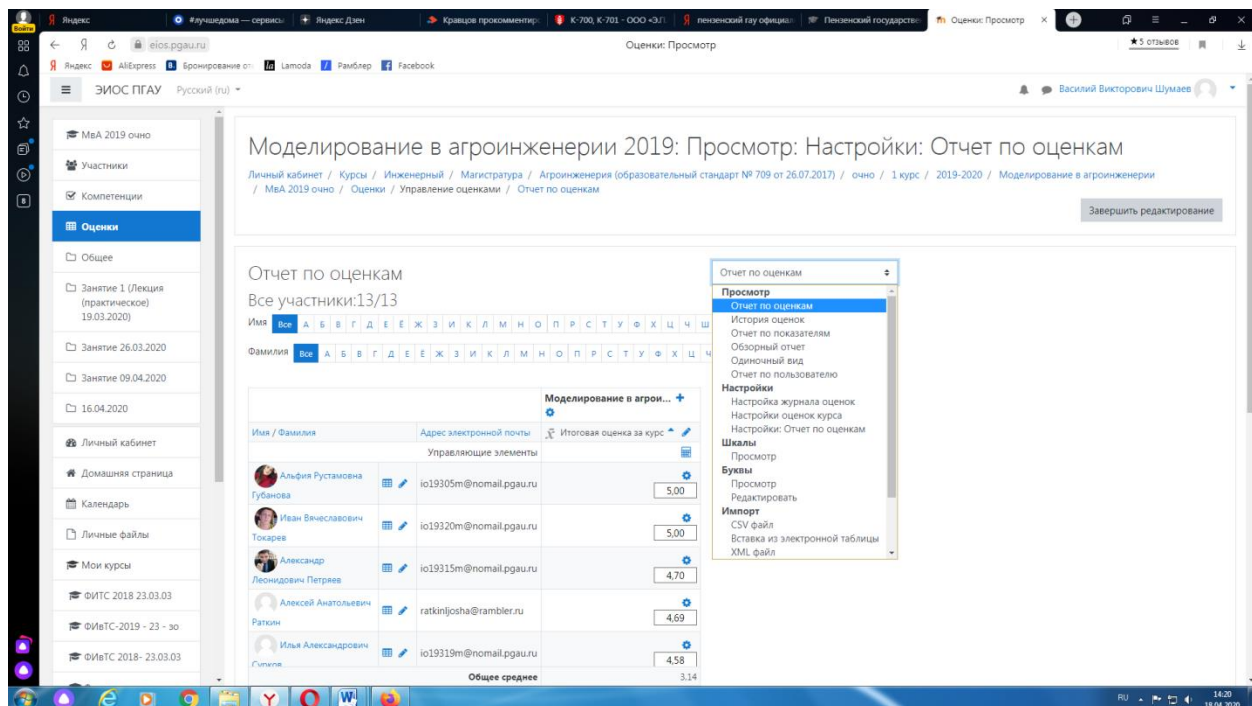 Войти
Яндекс
#лучшедома — сервисы
Яндекс Дзен
Кравцов прокомментир
К-700, К-701 - ООО «ЭЛ
пензенский гау официал
Пензенский государстве
Оценки: Просмотр
eios.pgau.ru
Оценки: Просмотр
★ 5 отзывов
Яндекс AliExpress Бронирование от Lamoda Рамблер Facebook
ЭИОС ПГАУ Русский (ru)
Василий Викторович Шумаев
МвА 2019 очно
Участники
Компетенции
Оценки
Общее
Занятие 1 (Лекция
(практическое)
19.03.2020)
Занятие 26.03.2020
Занятие 09.04.2020
16.04.2020
Личный кабинет
Домашняя страница
Календарь
Личные файлы
Мои курсы
ФИТС 2018 23.03.03
ФИвТС-2019 - 23 - зо
ФИвТС 2018- 23.03.03
Моделирование в агроинженерии 2019: Просмотр: Настройки: Отчет по оценкам
Личный кабинет / Курсы / Инженерный / Магистратура / Агроинженерия (образовательный стандарт № 709 от 26.07.2017) / очно / 1 курс / 2019-2020 / Моделирование в агроинженерии
/ МвА 2019 очно / Оценки / Управление оценками / Отчет по оценкам
Завершить редактирование
Отчет по оценкам
Все участники:13/13
Имя Все А Б В Г Д Е Ё Ж З И К Л М Н О П Р С Т У Ф Х Ц Ч Ш
Фамилия Все А Б В Г Д Е Ё Ж З И К Л М Н О П Р С Т У Ф Х Ц Ч
Моделирование в агрои...
Имя / Фамилия Адрес электронной почты x̄ Итоговая оценка за курс
Управляющие элементы
Альфия Рустамовна
Губанова
io19305m@nomail.pgau.ru
5,00
Иван Вячеславович
Токарев
io19320m@nomail.pgau.ru
5,00
Александр
Леонидович Петряев
io19315m@nomail.pgau.ru
4,70
Алексей Анатольевич
Раткин
ratkinljosha@rambler.ru
4,69
Илья Александрович
Сурков
io19319m@nomail.pgau.ru
4,58
Общее среднее 3.14
Отчет по оценкам
Просмотр
Отчет по оценкам
История оценок
Отчет по показателям
Обзорный отчет
Одиночный вид
Отчет по пользователю
Настройки
Настройка журнала оценок
Настройки оценок курса
Настройки: Отчет по оценкам
Шкалы
Просмотр
Буквы
Просмотр
Редактировать
Импорт
CSV файл
Вставка из электронной таблицы
XML файл
RU
14:20
18.04.2020